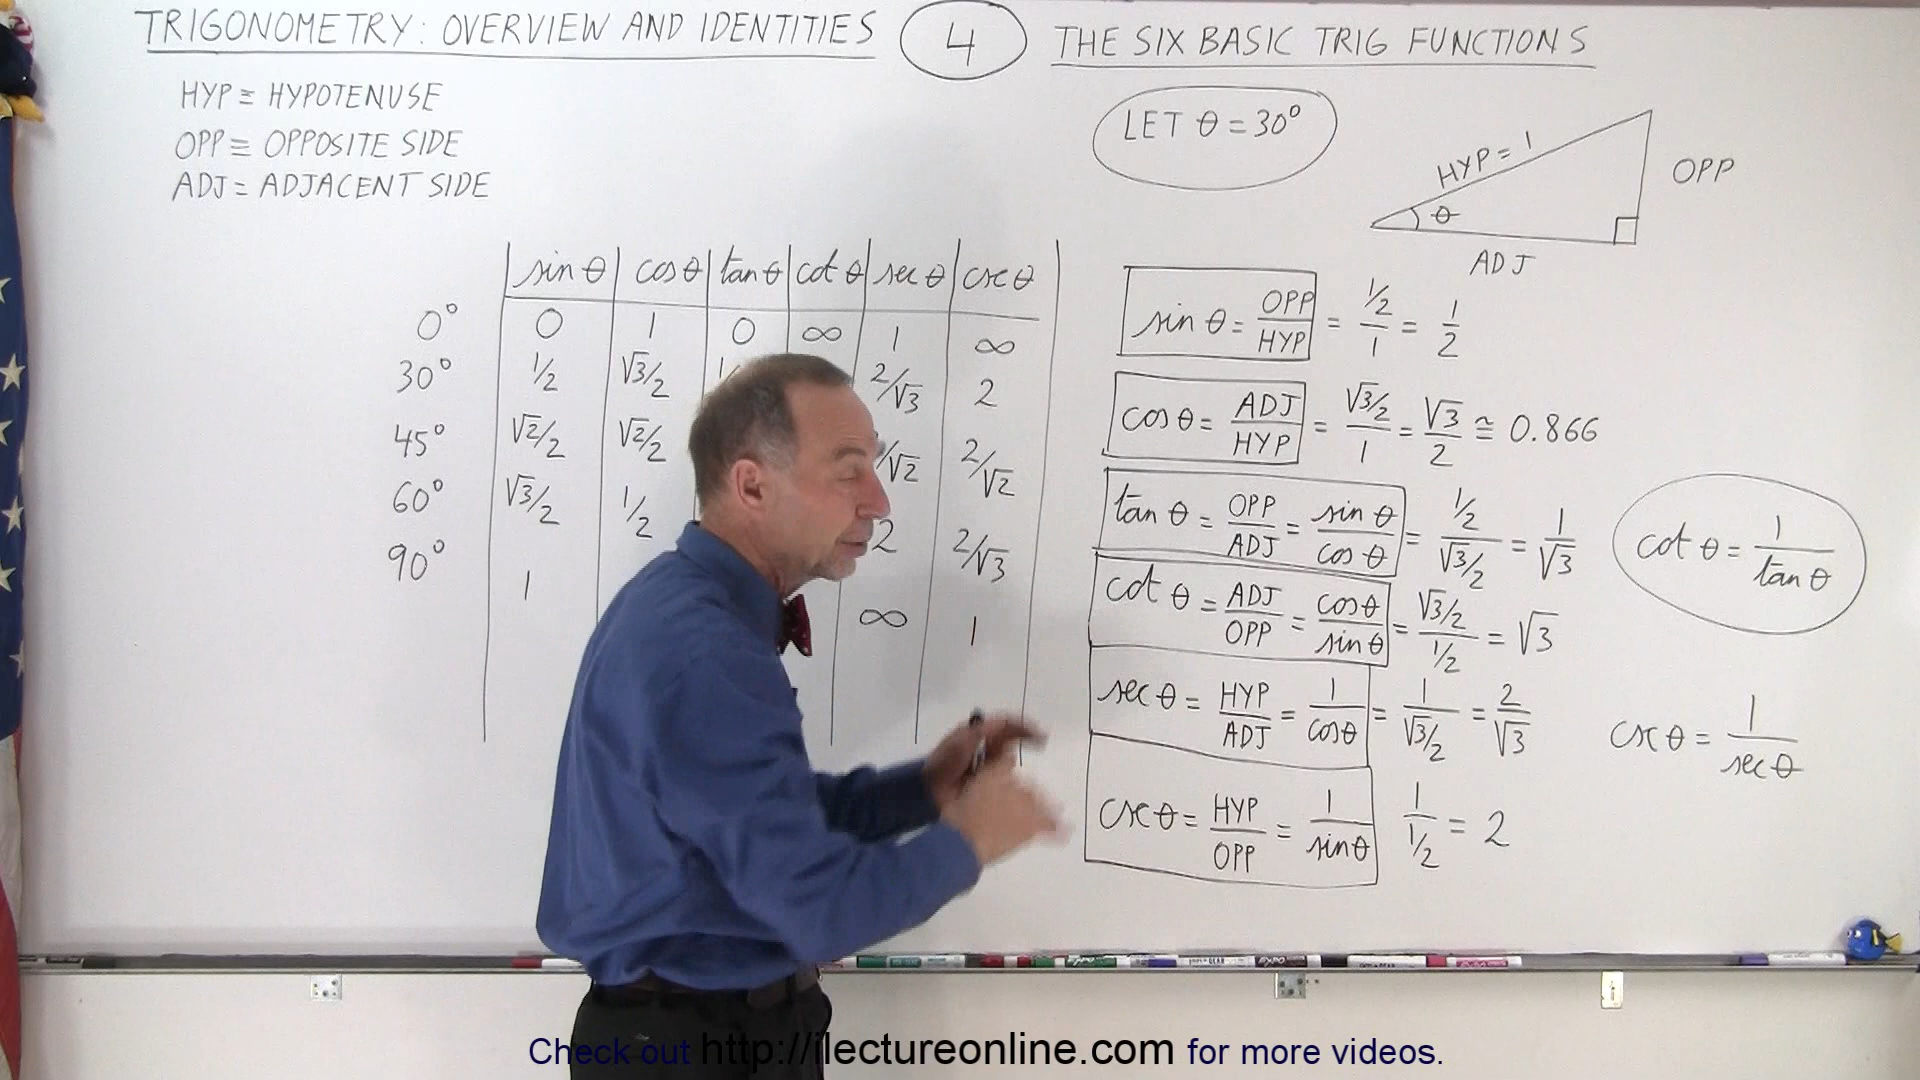 TRIGONOMETRY: OVERVIEW AND IDENTITIES 4 THE SIX BASIC TRIG FUNCTIONS
HYP ≡ HYPOTENUSE
OPP ≡ OPPOSITE SIDE
ADJ = ADJACENT SIDE
sin θ cos θ tan θ cot θ sec θ csc θ
0° 0 1 0 ∞ 1 ∞
30° 1/2 √3/2 2/√3 2
45° √2/2 √2/2 /√2 2/√2
60° √3/2 1/2 2 2/√3
90° 1 ∞ 1
LET θ = 30°
HYP = 1
OPP
θ
ADJ
sin θ = OPP/HYP = 1/2/1 = 1/2
cos θ = ADJ/HYP = √3/2/1 = √3/2 ≅ 0.866
tan θ = OPP/ADJ = sin θ/cos θ = 1/2/√3/2 = 1/√3
cot θ = ADJ/OPP = cos θ/sin θ = √3/2/1/2 = √3
cot θ = 1/tan θ
sec θ = HYP/ADJ = 1/cos θ = 1/√3/2 = 2/√3
csc θ = 1/sec θ
csc θ = HYP/OPP = 1/sin θ 1/1/2 = 2
Check out http://ilectureonline.com for more videos.